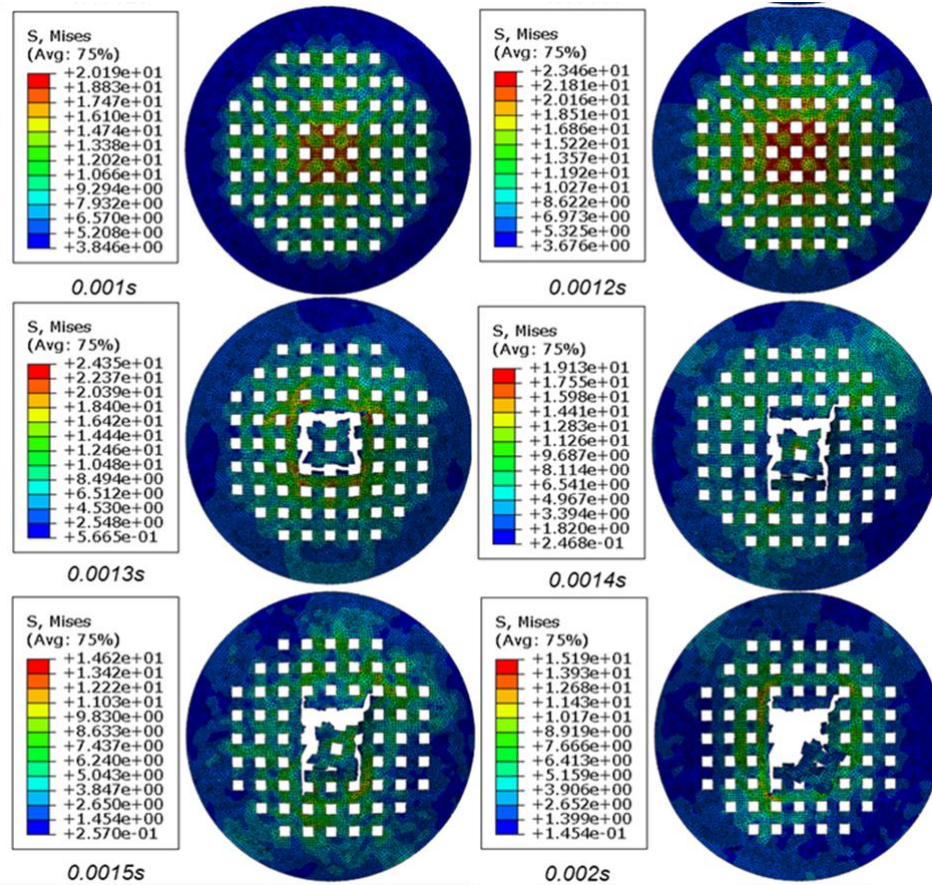 S, Mises
(Avg: 75%)
+2.019e+01
+1.883e+01
+1.747e+01
+1.610e+01
+1.474e+01
+1.338e+01
+1.202e+01
+1.066e+01
+9.294e+00
+7.932e+00
+6.570e+00
+5.208e+00
+3.846e+00
0.001s
S, Mises
(Avg: 75%)
+2.346e+01
+2.181e+01
+2.016e+01
+1.851e+01
+1.686e+01
+1.522e+01
+1.357e+01
+1.192e+01
+1.027e+01
+8.622e+00
+6.973e+00
+5.325e+00
+3.676e+00
0.0012s
S, Mises
(Avg: 75%)
+2.435e+01
+2.237e+01
+2.039e+01
+1.840e+01
+1.642e+01
+1.444e+01
+1.246e+01
+1.048e+01
+8.494e+00
+6.512e+00
+4.530e+00
+2.548e+00
+5.665e-01
0.0013s
S, Mises
(Avg: 75%)
+1.913e+01
+1.755e+01
+1.598e+01
+1.441e+01
+1.283e+01
+1.126e+01
+9.687e+00
+8.114e+00
+6.541e+00
+4.967e+00
+3.394e+00
+1.820e+00
+2.468e-01
0.0014s
S, Mises
(Avg: 75%)
+1.462e+01
+1.342e+01
+1.222e+01
+1.103e+01
+9.830e+00
+8.633e+00
+7.437e+00
+6.240e+00
+5.043e+00
+3.847e+00
+2.650e+00
+1.454e+00
+2.570e-01
0.0015s
S, Mises
(Avg: 75%)
+1.519e+01
+1.393e+01
+1.268e+01
+1.143e+01
+1.017e+01
+8.919e+00
+7.666e+00
+6.413e+00
+5.159e+00
+3.906e+00
+2.652e+00
+1.399e+00
+1.454e-01
0.002s